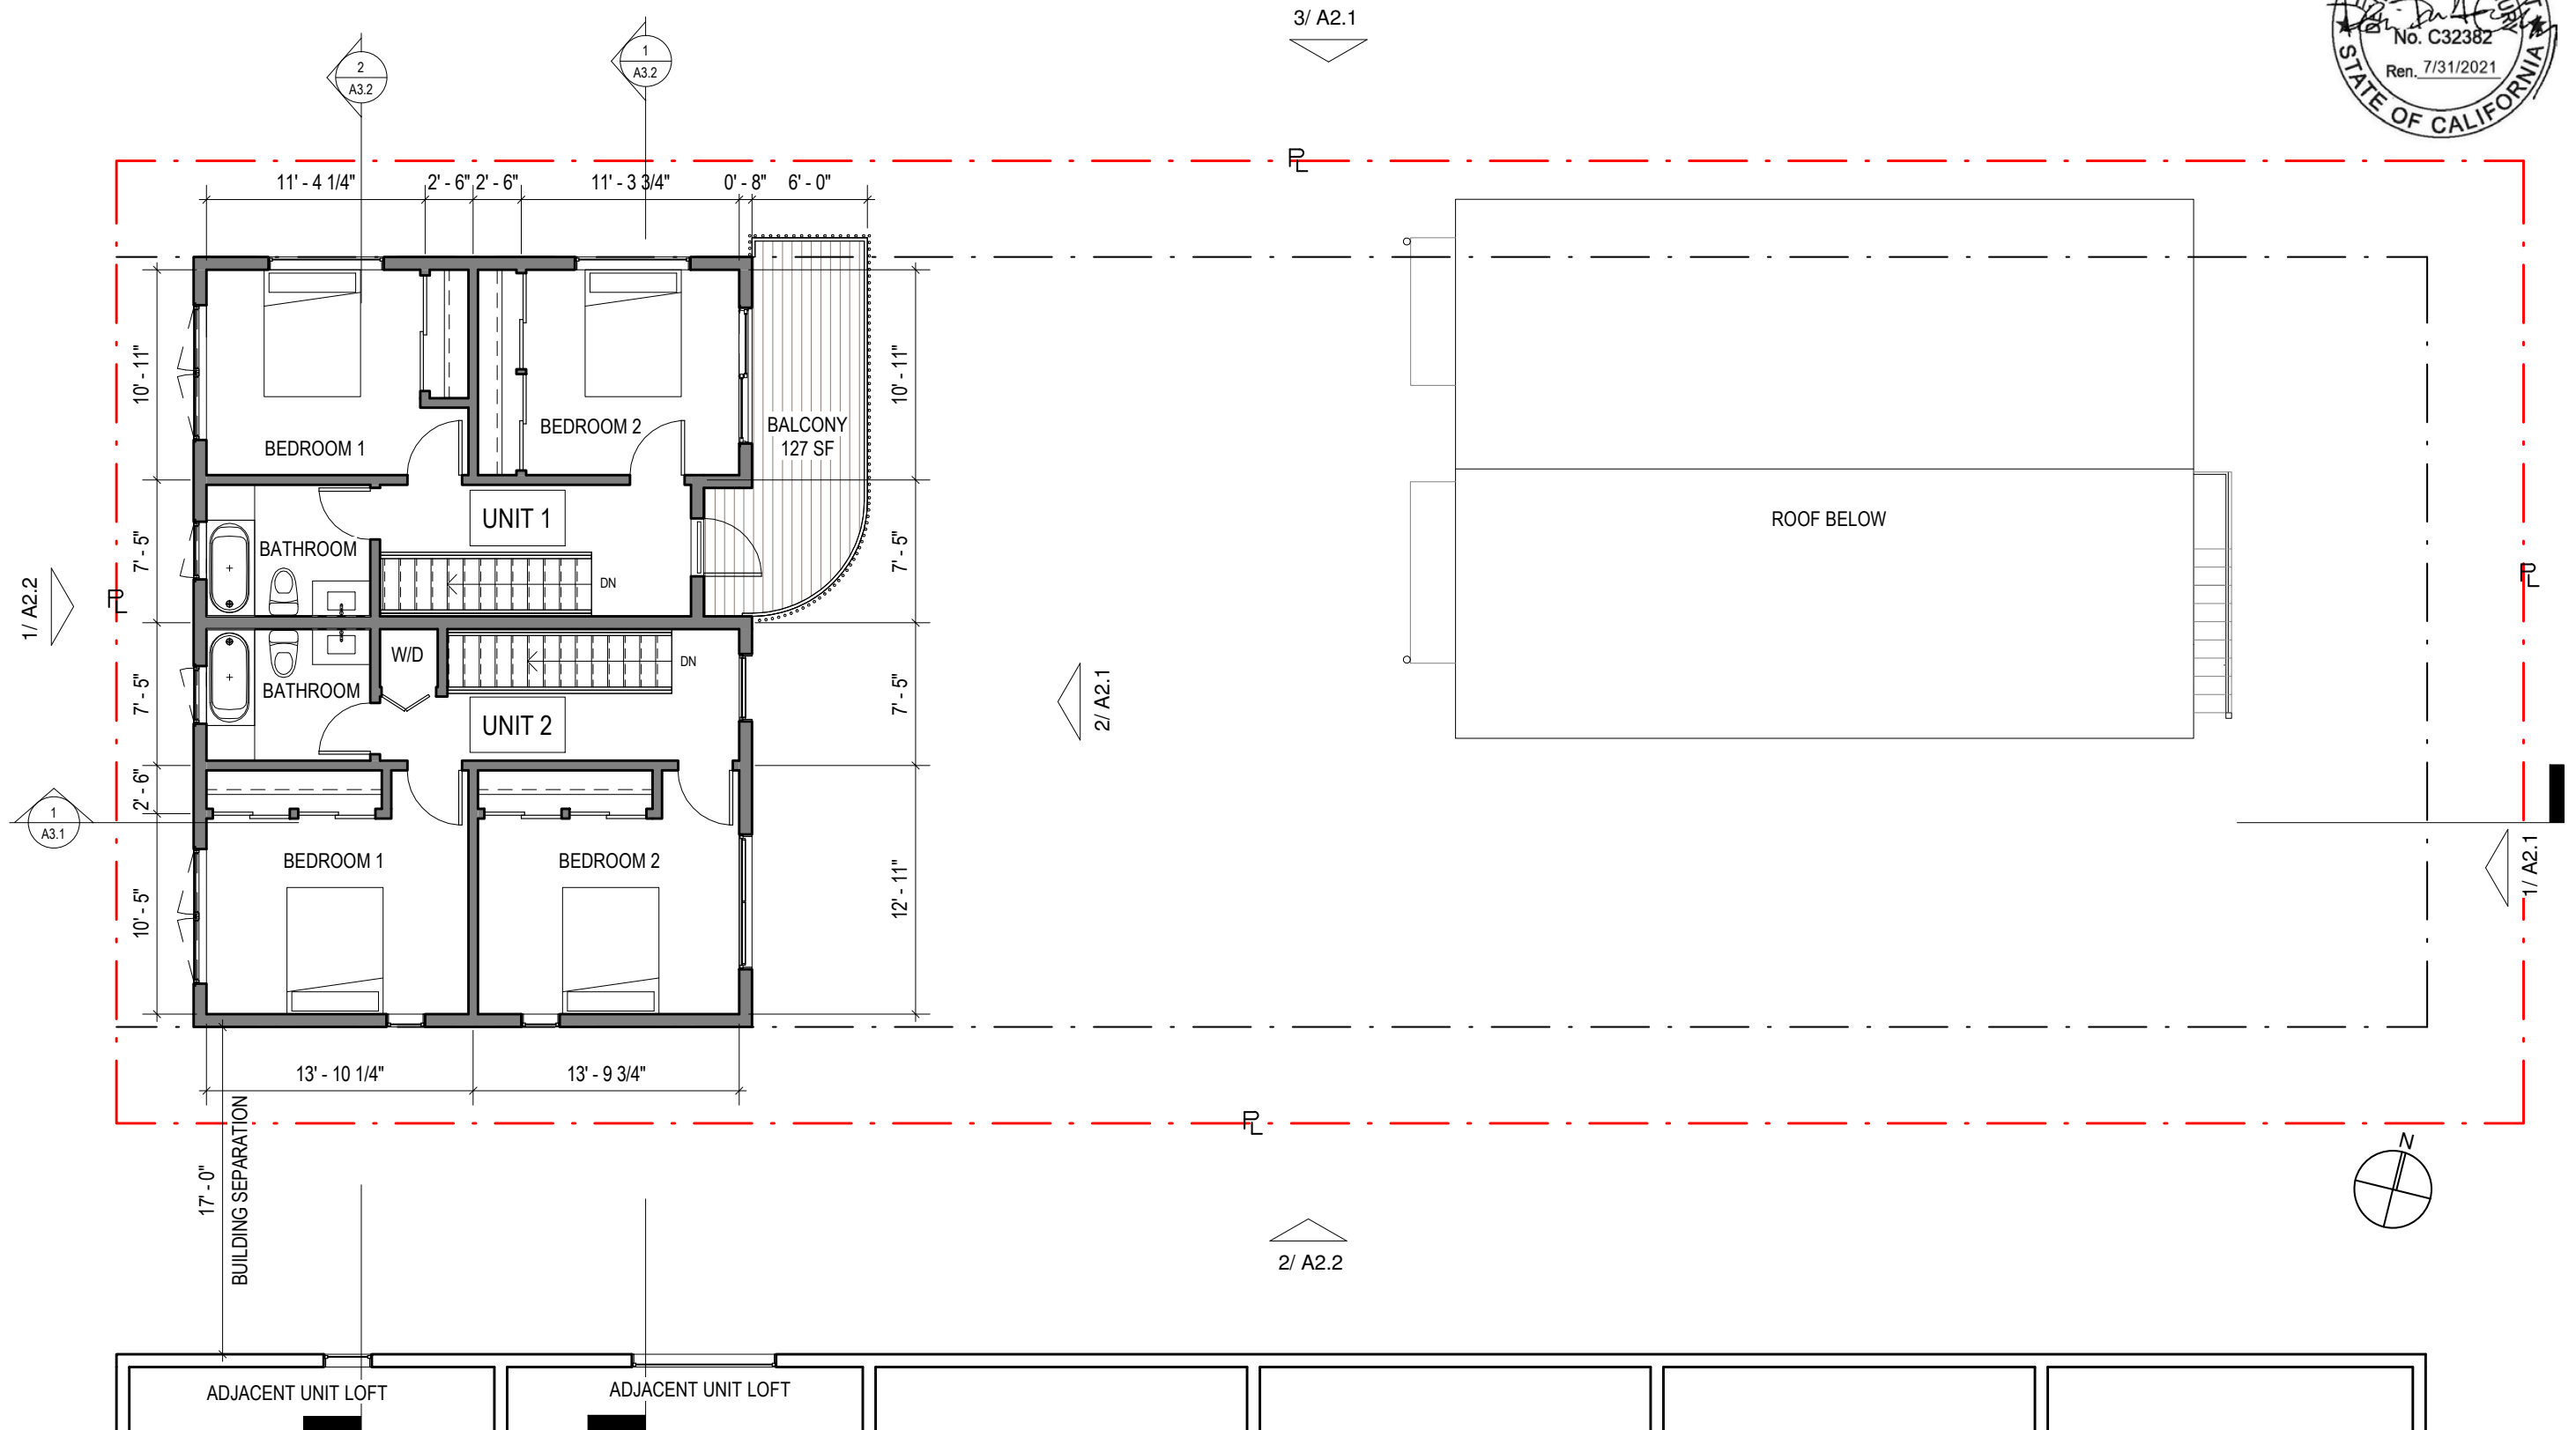 3/ A2.1
No. C32382
Ren. 7/31/2021
STATE OF CALIFORNIA
2
A3.2
1
A3.2
PL
11' - 4 1/4"
2' - 6"
2' - 6"
11' - 3 3/4"
0' - 8"
6' - 0"
10' - 11"
10' - 11"
BEDROOM 1
BEDROOM 2
BALCONY
127 SF
UNIT 1
ROOF BELOW
BATHROOM
7' - 5"
7' - 5"
DN
1/ A2.2
PL
PL
W/D
DN
BATHROOM
7' - 5"
7' - 5"
UNIT 2
2/ A2.1
2' - 6"
1
A3.1
BEDROOM 1
BEDROOM 2
10' - 5"
12' - 11"
1/ A2.1
13' - 10 1/4"
13' - 9 3/4"
PL
17' - 0"
BUILDING SEPARATION
N
2/ A2.2
ADJACENT UNIT LOFT
ADJACENT UNIT LOFT